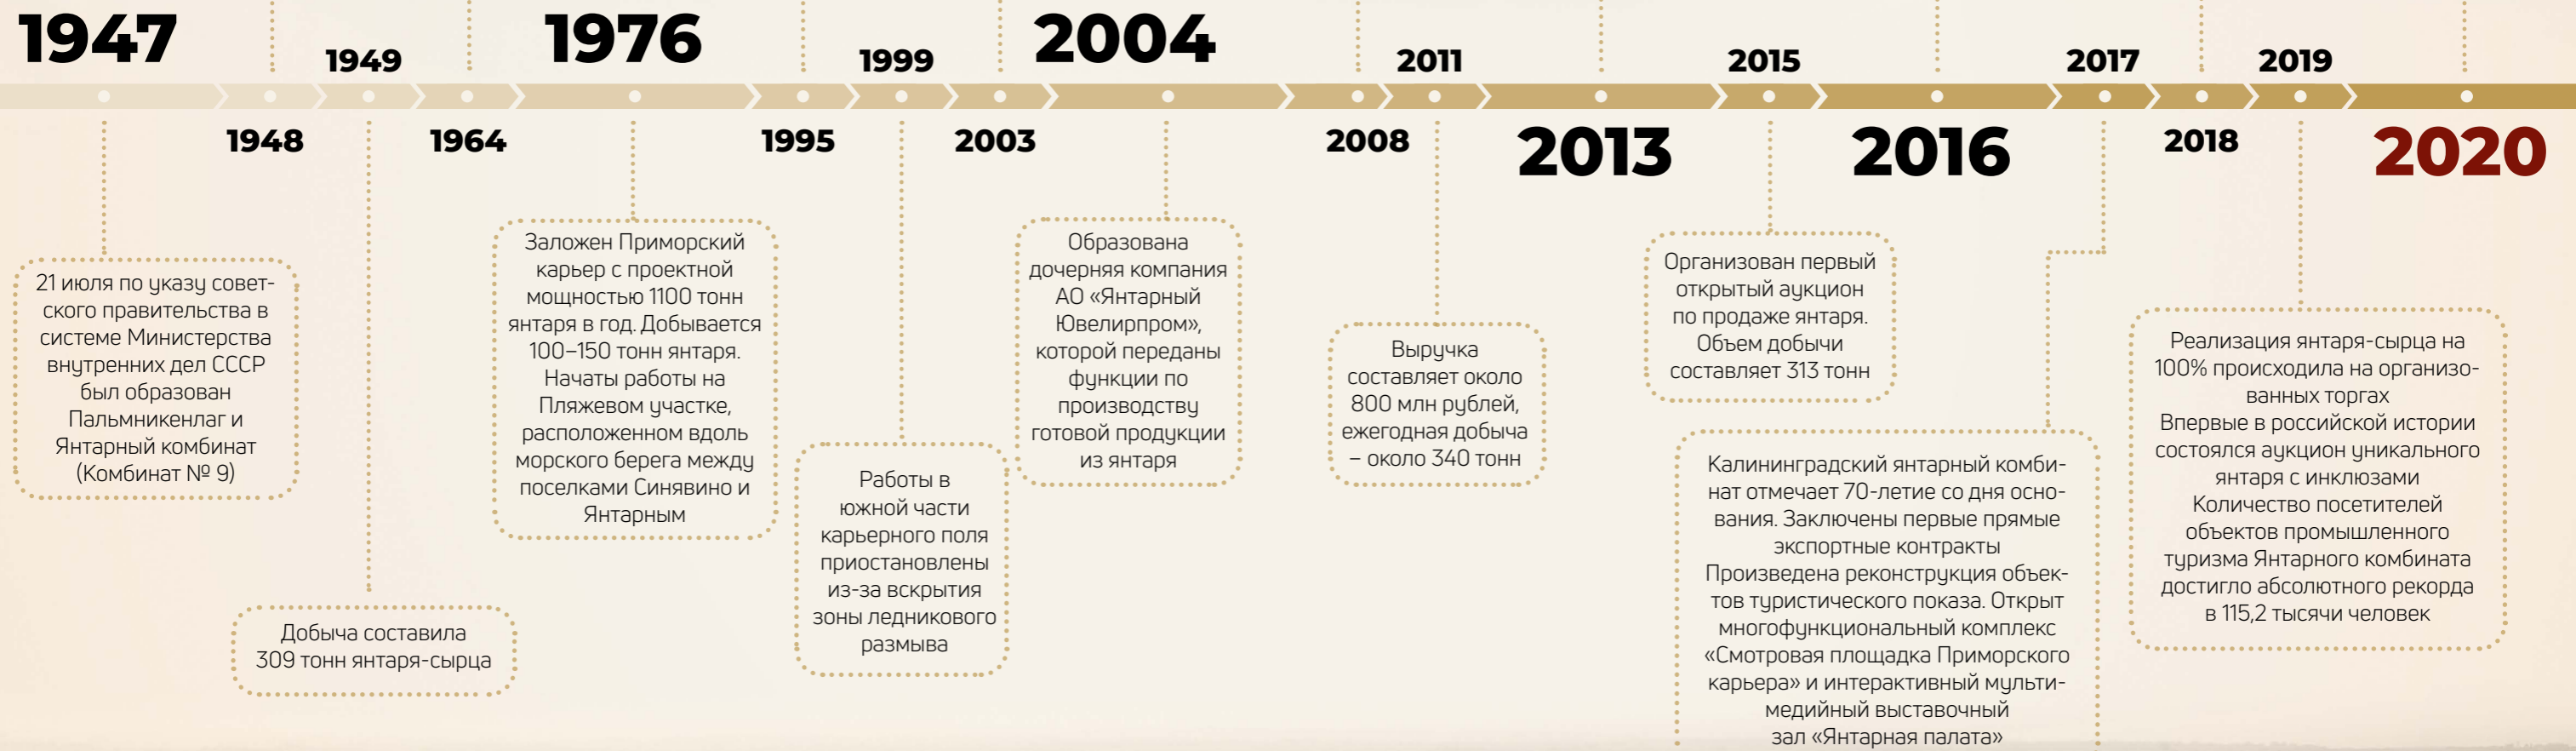 1947
1949
1976
1999
2004
2011
2015
2017
2019
1948
1964
1995
2003
2008
2013
2016
2018
2020
21 июля по указу совет-
ского правительства в
системе Министерства
внутренних дел СССР
был образован
Пальмникенлаг и
Янтарный комбинат
(Комбинат № 9)
Добыча составила
309 тонн янтаря-сырца
Заложен Приморский
карьер с проектной
мощностью 1100 тонн
янтаря в год. Добывается
100–150 тонн янтаря.
Начаты работы на
Пляжевом участке,
расположенном вдоль
морского берега между
поселками Синявино и
Янтарным
Работы в
южной части
карьерного поля
приостановлены
из-за вскрытия
зоны ледникового
размыва
Образована
дочерняя компания
АО «Янтарный
Ювелирпром»,
которой переданы
функции по
производству
готовой продукции
из янтаря
Выручка
составляет около
800 млн рублей,
ежегодная добыча
– около 340 тонн
Организован первый
открытый аукцион
по продаже янтаря.
Объем добычи
составляет 313 тонн
Калининградский янтарный комби-
нат отмечает 70-летие со дня осно-
вания. Заключены первые прямые
экспортные контракты
Произведена реконструкция объек-
тов туристического показа. Открыт
многофункциональный комплекс
«Смотровая площадка Приморского
карьера» и интерактивный мульти-
медийный выставочный
зал «Янтарная палата»
Реализация янтаря-сырца на
100% происходила на организо-
ванных торгах
Впервые в российской истории
состоялся аукцион уникального
янтаря с инклюзами
Количество посетителей
объектов промышленного
туризма Янтарного комбината
достигло абсолютного рекорда
в 115,2 тысячи человек